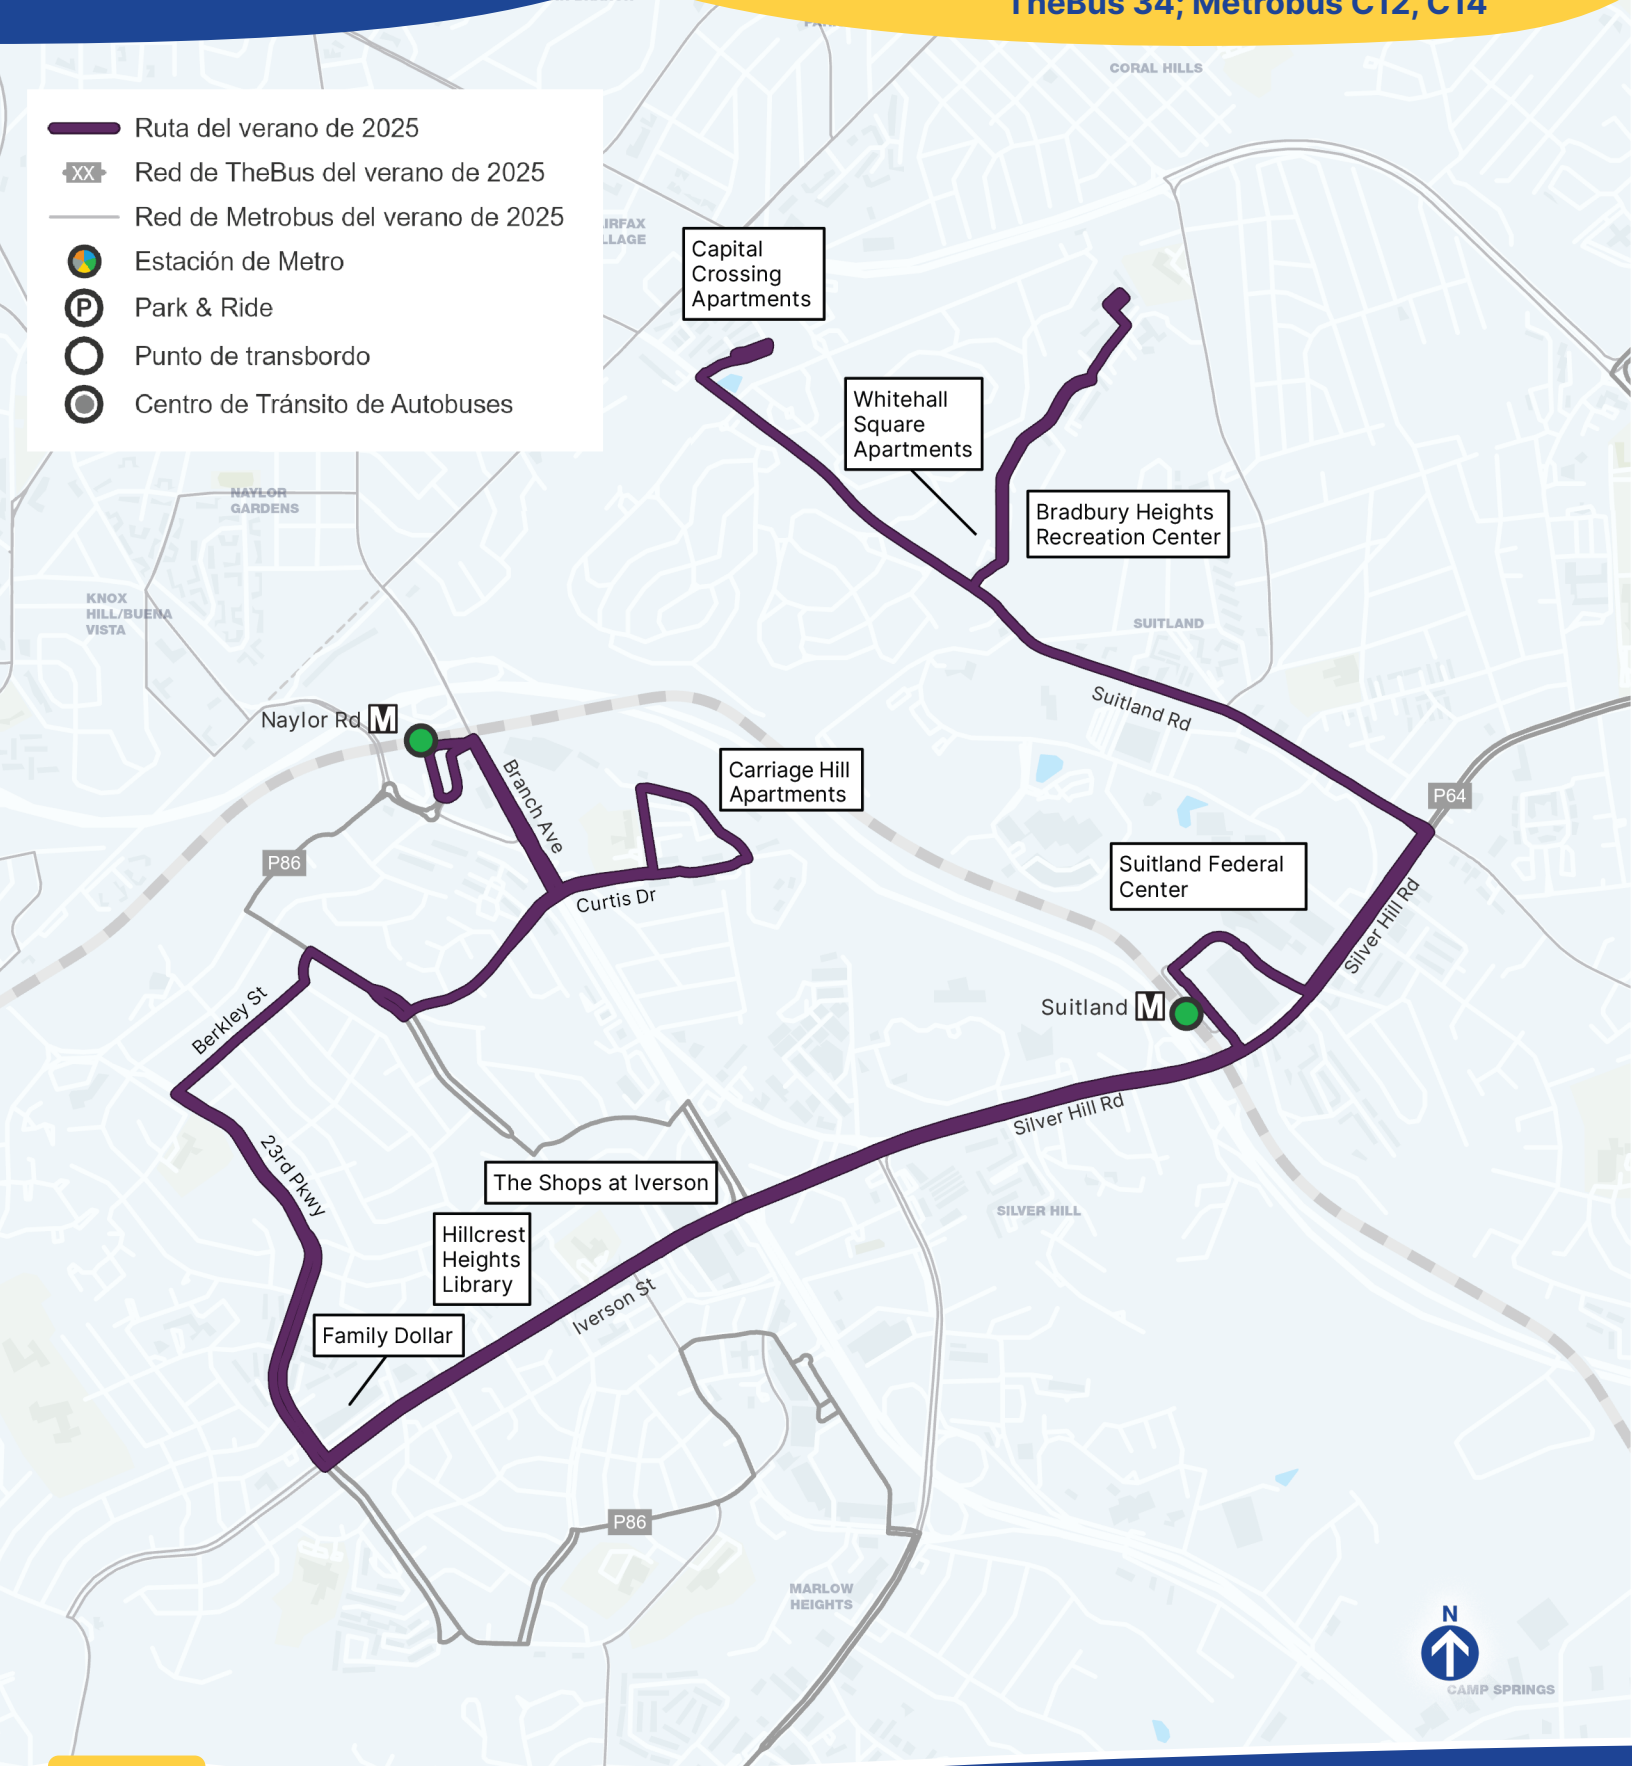 TheBus 34; Metrobus C12, C14
CORAL HILLS
Ruta del verano de 2025
XX
Red de TheBus del verano de 2025
Red de Metrobus del verano de 2025
Estación de Metro
P
Park & Ride
Punto de transbordo
Centro de Tránsito de Autobuses
Capital
Crossing
Apartments
Whitehall
Square
Apartments
Bradbury Heights
Recreation Center
NAYLOR
GARDENS
KNOX
HILL/BUENA
VISTA
SUITLAND
Suitland Rd
Naylor Rd M
Branch Ave
Carriage Hill
Apartments
P64
P86
Curtis Dr
Suitland Federal
Center
Silver Hill Rd
Berkley St
Suitland M
23rd Pkwy
Silver Hill Rd
The Shops at Iverson
SILVER HILL
Hillcrest
Heights
Library
Iverson St
Family Dollar
P86
MARLOW
HEIGHTS
N
CAMP SPRINGS